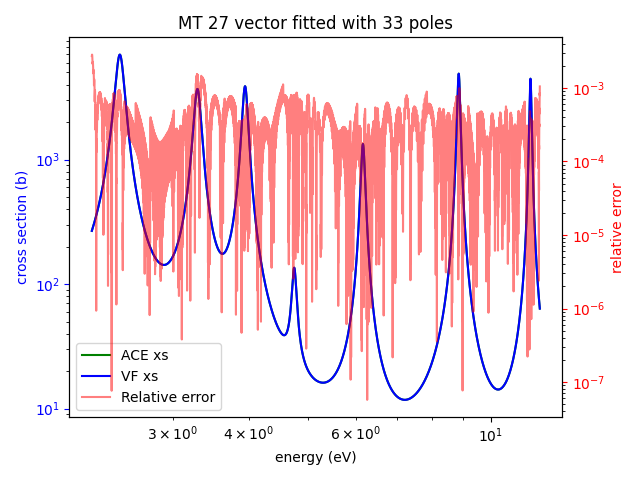 MT 27 vector fitted with 33 poles
cross section (b)
10³
10²
10¹
10⁻³
10⁻⁴
10⁻⁵
10⁻⁶
10⁻⁷
relative error
ACE xs
VF xs
Relative error
3 × 10⁰ 4 × 10⁰ 6 × 10⁰ 10¹
energy (eV)